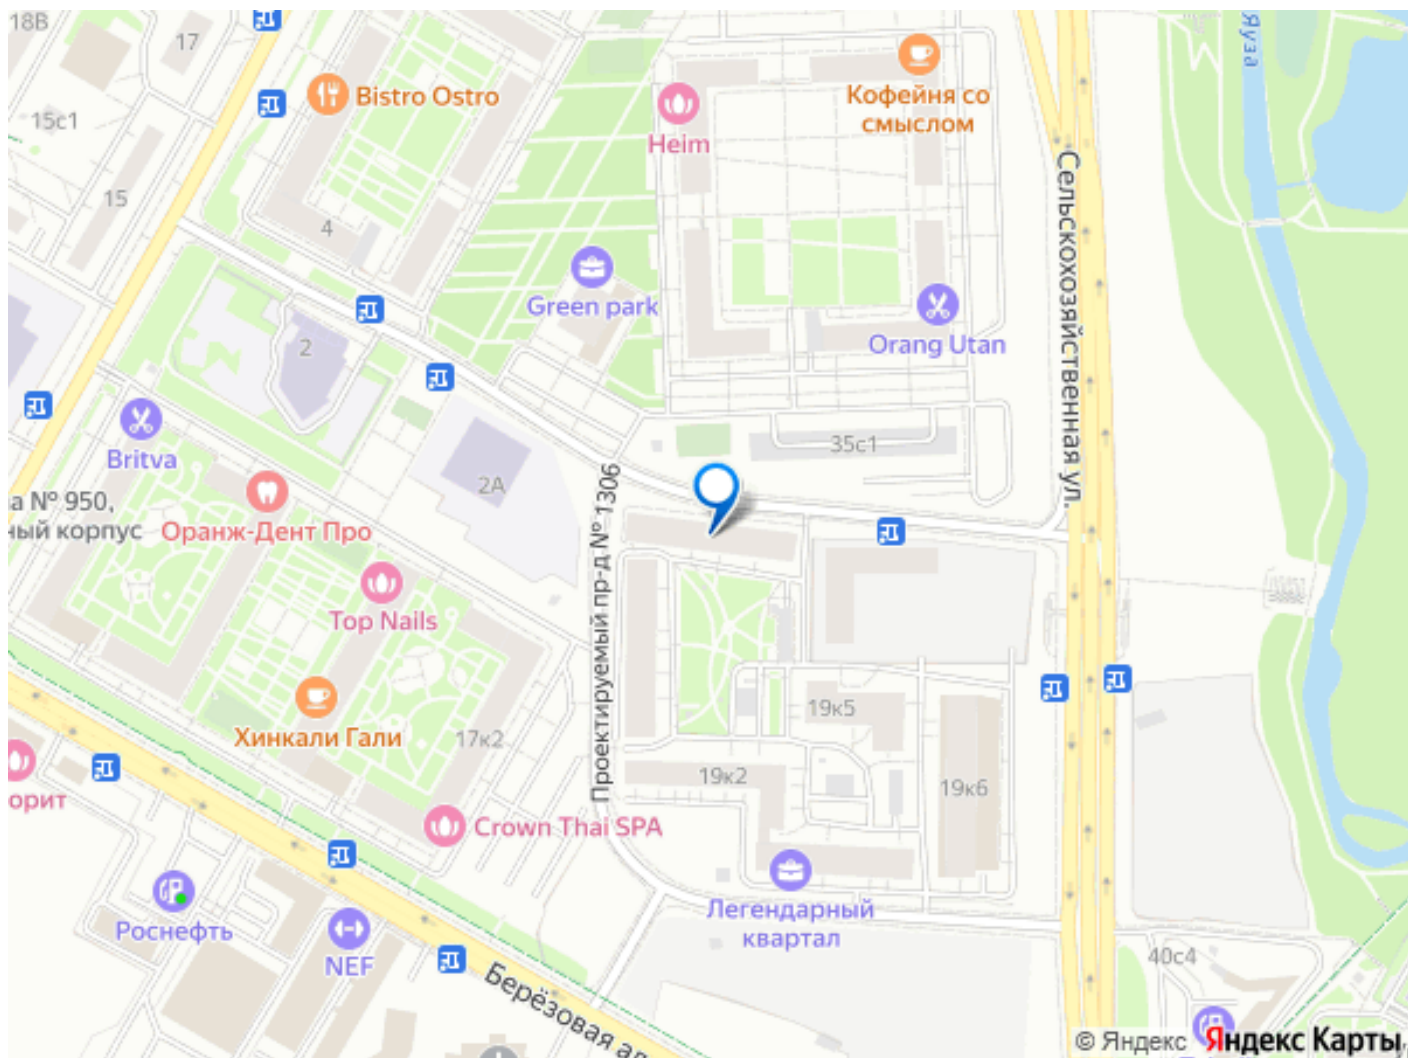 18В
17
Яуза
Bistro Ostro
Кофейня со
смыслом
15с1
Heim
15
4
Сельскохозяйственная ул.
Green park
Orang Utan
2
35с1
Britva
2А
а № 950,
ный корпус
Оранж-Дент Про
Проектируемый пр-д № 1306
Top Nails
19к5
Хинкали Гали
17к2
19к2
19к6
орит
Crown Thai SPA
Роснефть
Легендарный
квартал
NEF
40с4
Берёзовая ал
© Яндекс Яндекс Карты